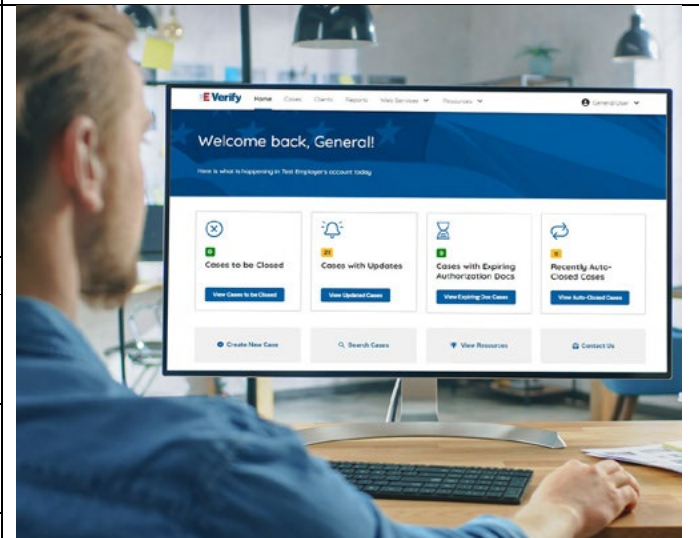 E-Verify Home Cases Clients Reports Web Services Resources General User
Welcome back, General!
Here is what is happening in Test Employer's account today
Cases to be Closed
View Cases to be Closed
21
Cases with Updates
View Updated Cases
Cases with Expiring
Authorization Docs
View Expiring Doc Cases
Recently Auto-
Closed Cases
View Auto-Closed Cases
Create New Case
Search Cases
View Resources
Contact Us